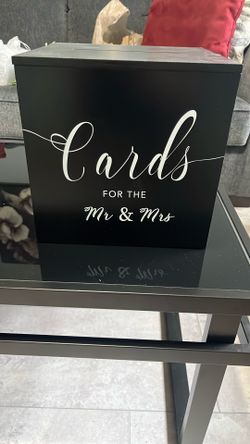 Cards
FOR THE
Mr & Mrs